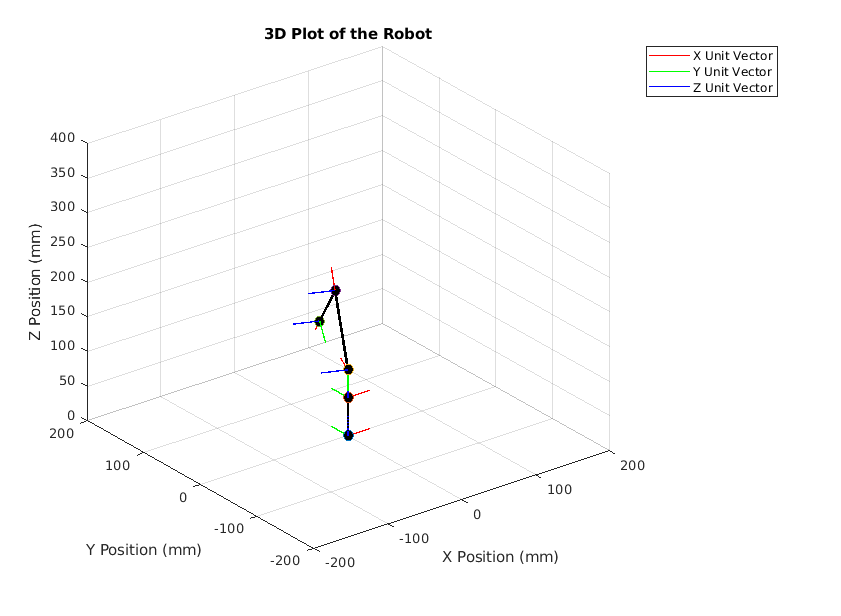 3D Plot of the Robot
X Unit Vector
Y Unit Vector
Z Unit Vector
400
350
300
250
200
150
100
50
0
Z Position (mm)
200
100
0
-100
-200
Y Position (mm)
-200
-100
0
100
200
X Position (mm)